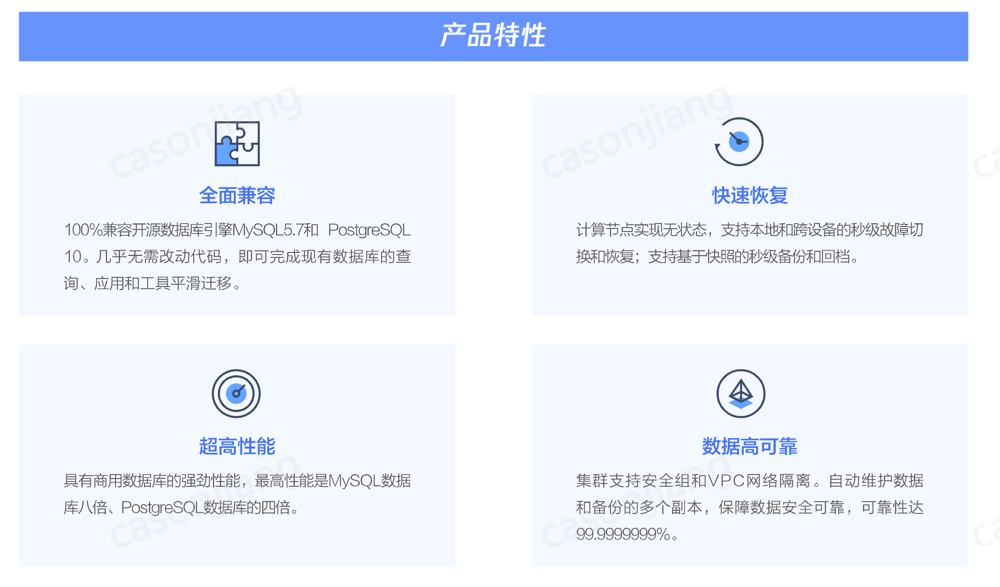 产品特性
全面兼容
100%兼容开源数据库引擎MySQL5.7和 PostgreSQL
10。几乎无需改动代码，即可完成现有数据库的查
询、应用和工具平滑迁移。
快速恢复
计算节点实现无状态，支持本地和跨设备的秒级故障切
换和恢复；支持基于快照的秒级备份和回档。
超高性能
具有商用数据库的强劲性能，最高性能是MySQL数据
库八倍、PostgreSQL数据库的四倍。
数据高可靠
集群支持安全组和VPC网络隔离。自动维护数据
和备份的多个副本，保障数据安全可靠，可靠性达
99.9999999%。
casonjiang
casonjiang
casonjiang
casonjiang
ca
ca